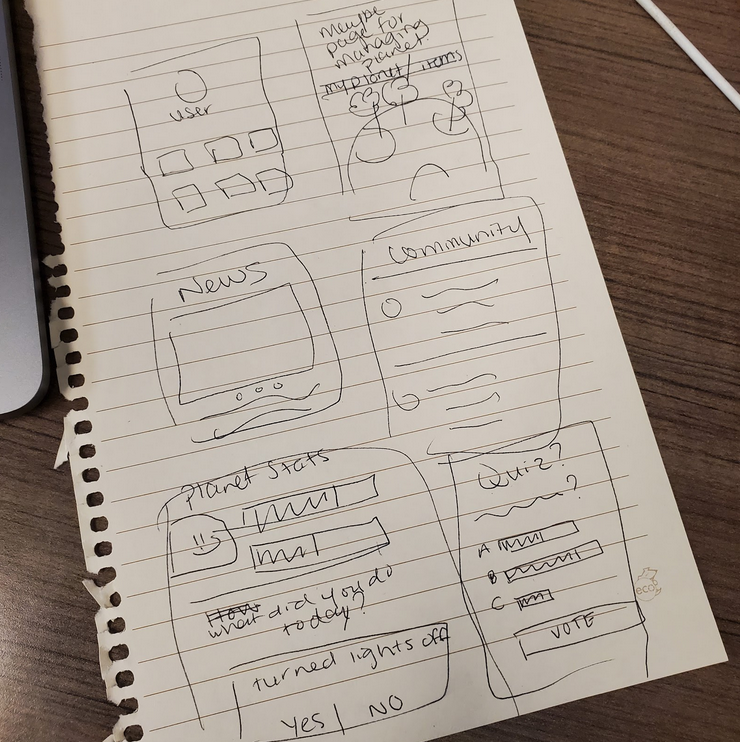 user
Maybe
page for
managing
planet
my planet/items
News
Community
Planet Stats
How
what did you do
today?
turned lights off
Yes | NO
Quiz?
?
A
B
C
VOTE
eco